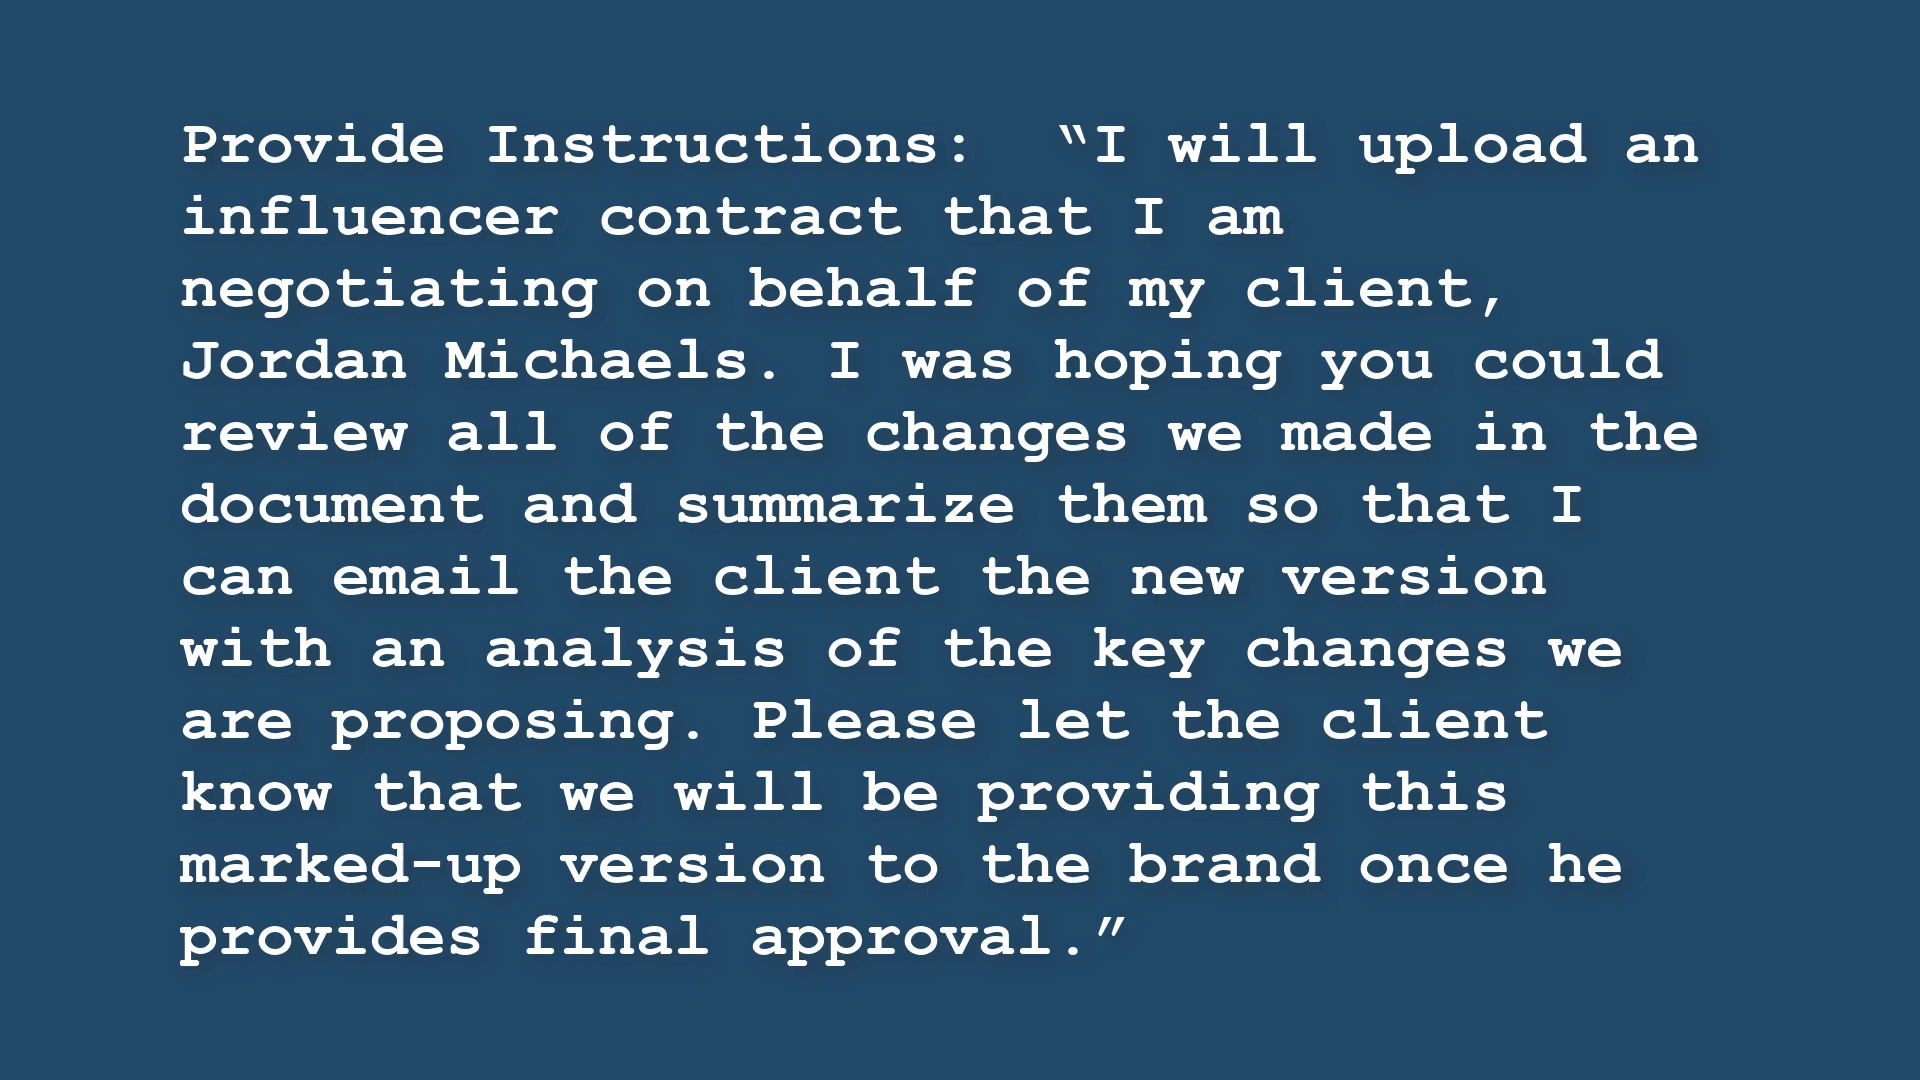 Provide Instructions:  “I will upload an
influencer contract that I am
negotiating on behalf of my client,
Jordan Michaels. I was hoping you could
review all of the changes we made in the
document and summarize them so that I
can email the client the new version
with an analysis of the key changes we
are proposing. Please let the client
know that we will be providing this
marked-up version to the brand once he
provides final approval.”